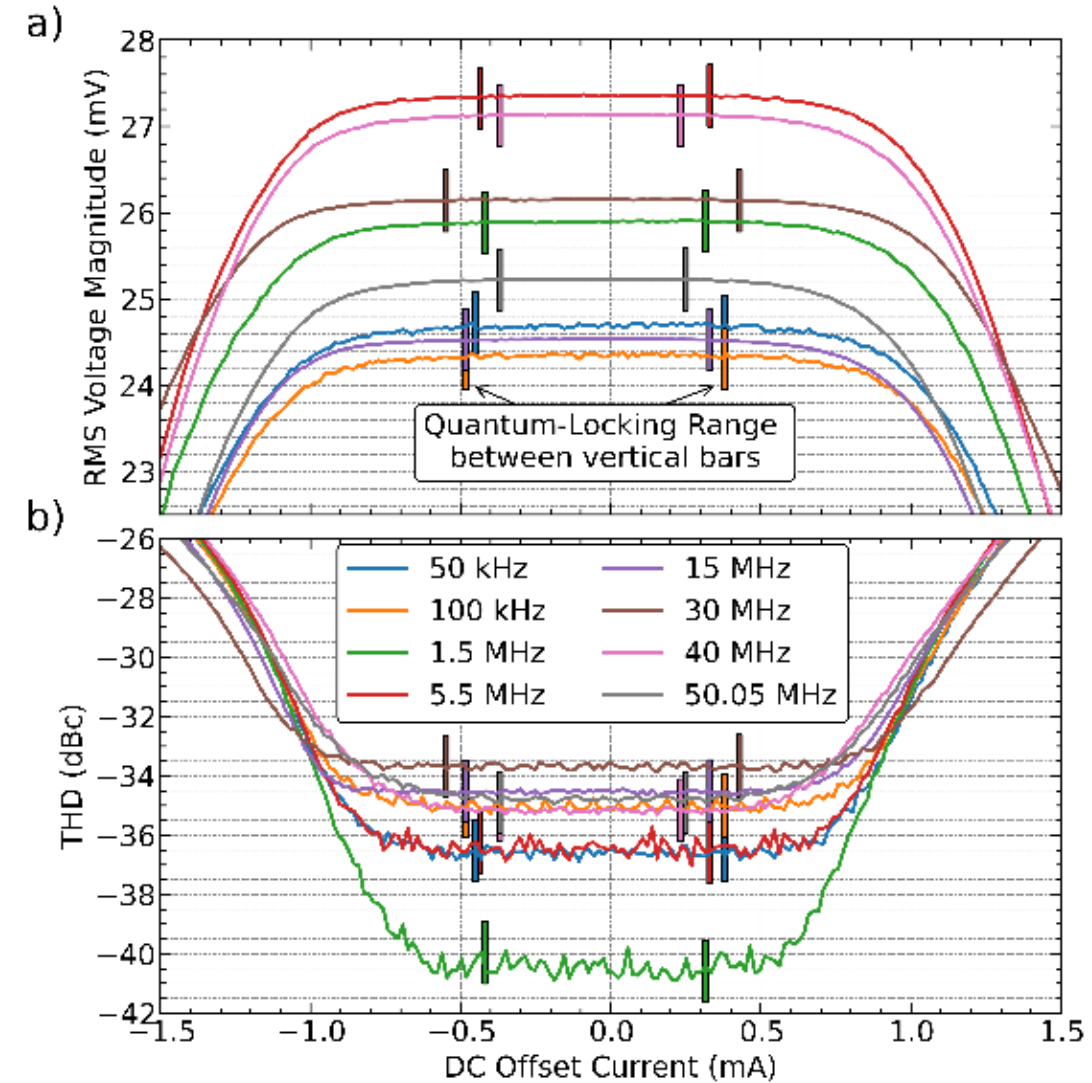 a)
28
27
26
25
24
23
RMS Voltage Magnitude (mV)
Quantum-Locking Range
between vertical bars
b)
−26
−28
−30
−32
−34
−36
−38
−40
−42
THD (dBc)
50 kHz
100 kHz
1.5 MHz
5.5 MHz
15 MHz
30 MHz
40 MHz
50.05 MHz
−1.5 −1.0 −0.5 0.0 0.5 1.0 1.5
DC Offset Current (mA)